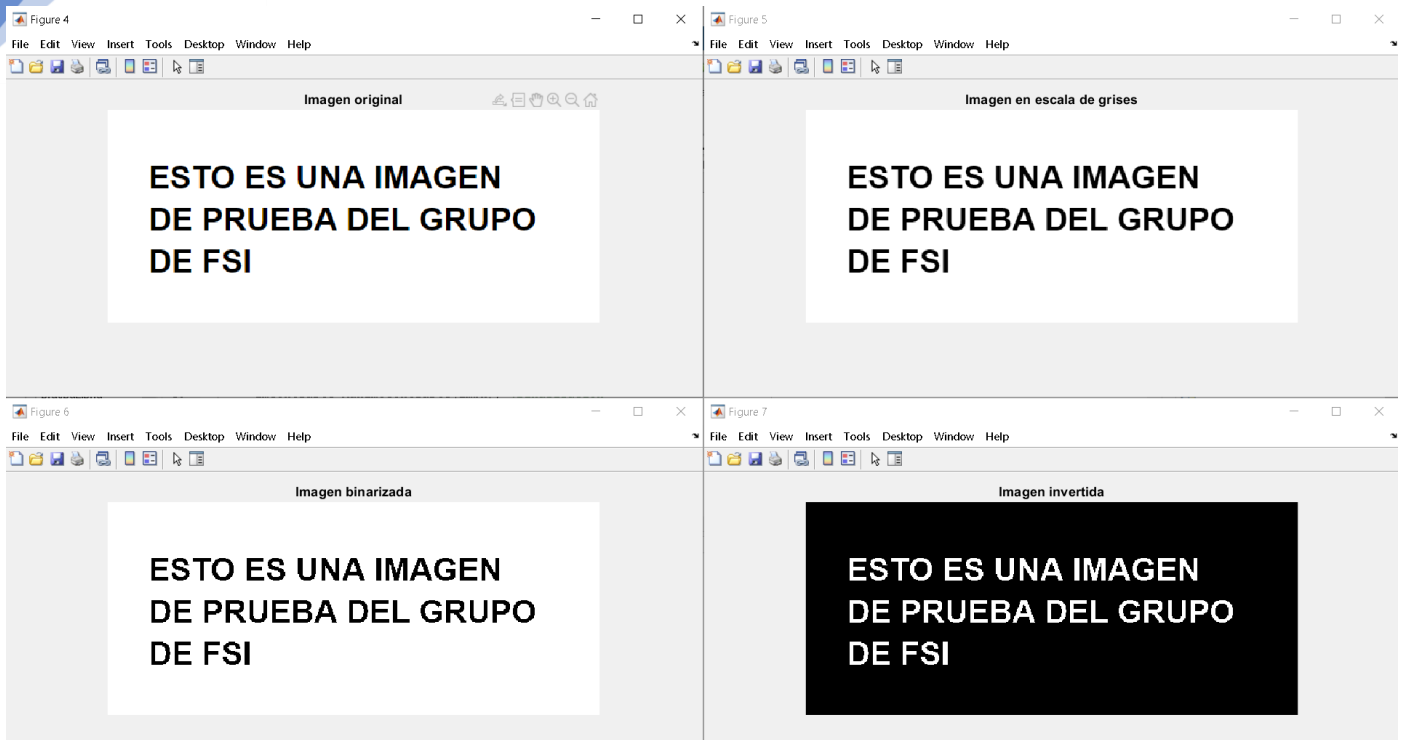 Figure 4
File Edit View Insert Tools Desktop Window Help
Imagen original
ESTO ES UNA IMAGEN
DE PRUEBA DEL GRUPO
DE FSI
Figure 5
File Edit View Insert Tools Desktop Window Help
Imagen en escala de grises
ESTO ES UNA IMAGEN
DE PRUEBA DEL GRUPO
DE FSI
Figure 6
File Edit View Insert Tools Desktop Window Help
Imagen binarizada
ESTO ES UNA IMAGEN
DE PRUEBA DEL GRUPO
DE FSI
Figure 7
File Edit View Insert Tools Desktop Window Help
Imagen invertida
ESTO ES UNA IMAGEN
DE PRUEBA DEL GRUPO
DE FSI